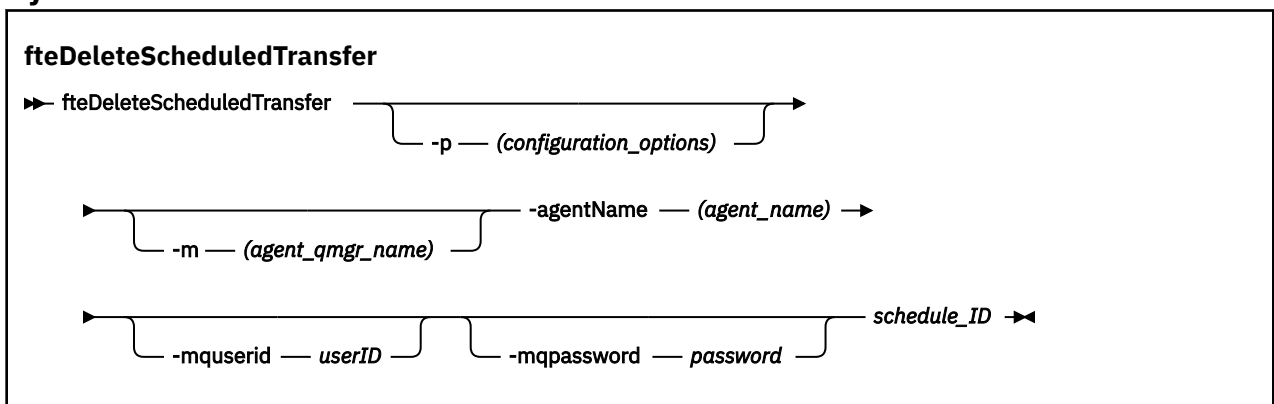 fteDeleteScheduledTransfer
fteDeleteScheduledTransfer
-p (configuration_options)
-agentName (agent_name)
-m (agent_qmgr_name)
schedule_ID
-mquserid userID -mqpassword password